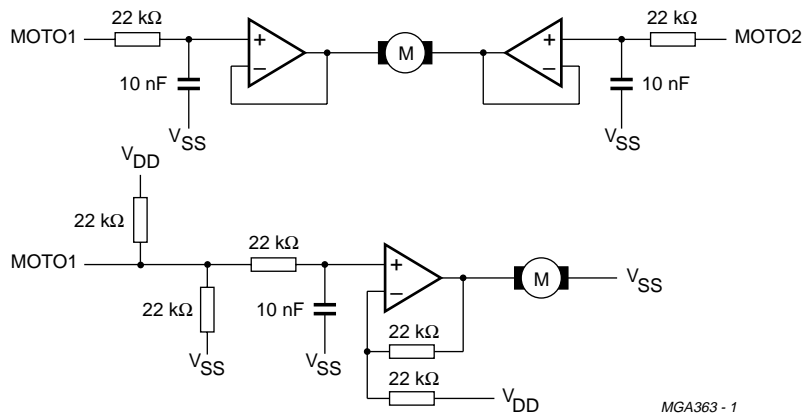 22 kΩ
22 kΩ
MOTO1
+
−
M
+
−
MOTO2
10 nF
10 nF
VSS
VSS
VDD
22 kΩ
22 kΩ
MOTO1
+
−
M
VSS
22 kΩ
10 nF
22 kΩ
VSS
VSS
22 kΩ
VDD
MGA363 - 1